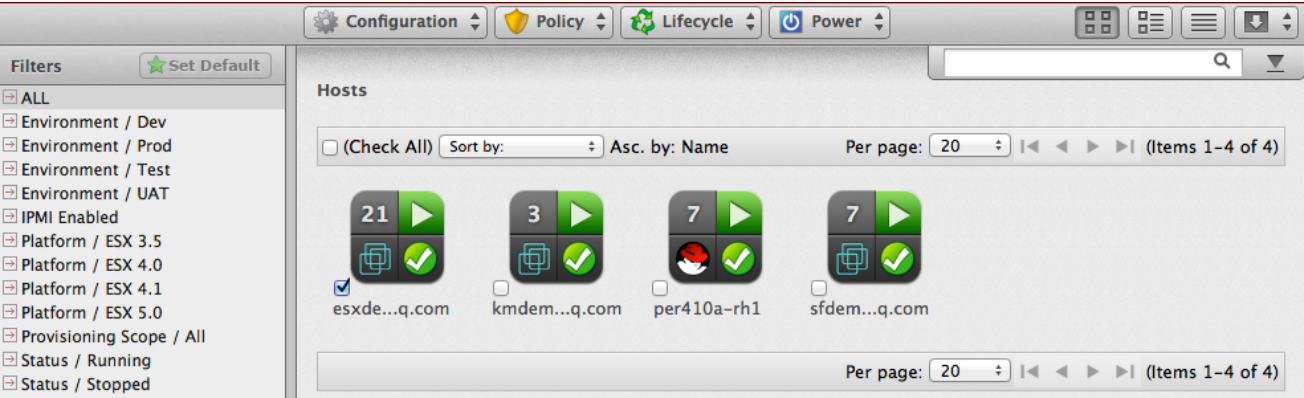 Configuration Policy Lifecycle Power
Filters Set Default
ALL
Environment / Dev
Environment / Prod
Environment / Test
Environment / UAT
IPMI Enabled
Platform / ESX 3.5
Platform / ESX 4.0
Platform / ESX 4.1
Platform / ESX 5.0
Provisioning Scope / All
Status / Running
Status / Stopped
Hosts
(Check All) Sort by: Asc. by: Name Per page: 20 (Items 1-4 of 4)
21 3 7 7
esxde...q.com kmdem...q.com per410a-rh1 sfdem...q.com
Per page: 20 (Items 1-4 of 4)